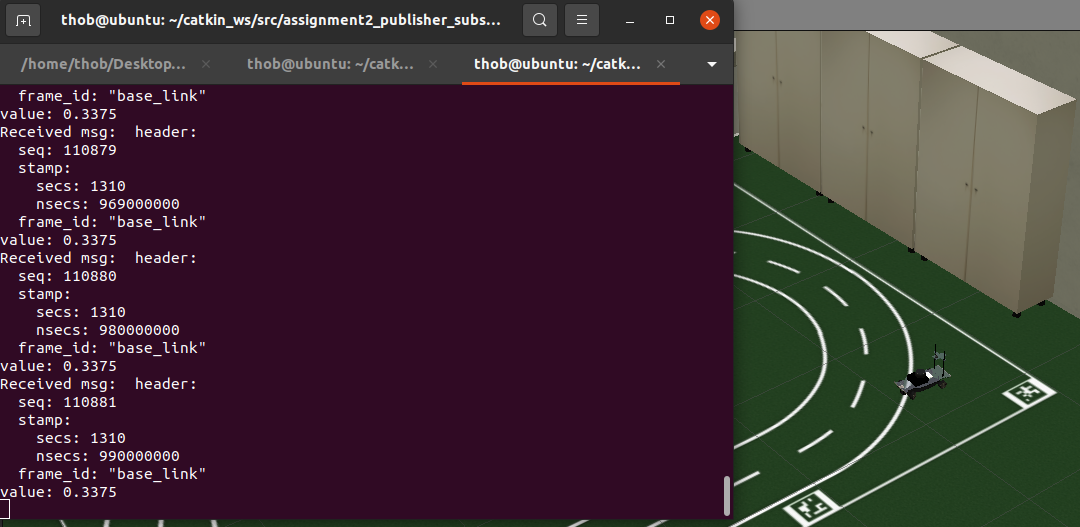 thob@ubuntu: ~/catkin_ws/src/assignment2_publisher_subs...
/home/thob/Desktop...
thob@ubuntu: ~/catk...
thob@ubuntu: ~/catk...
frame_id: "base_link"
value: 0.3375
Received msg:  header:
seq: 110879
stamp:
secs: 1310
nsecs: 969000000
frame_id: "base_link"
value: 0.3375
Received msg:  header:
seq: 110880
stamp:
secs: 1310
nsecs: 980000000
frame_id: "base_link"
value: 0.3375
Received msg:  header:
seq: 110881
stamp:
secs: 1310
nsecs: 990000000
frame_id: "base_link"
value: 0.3375